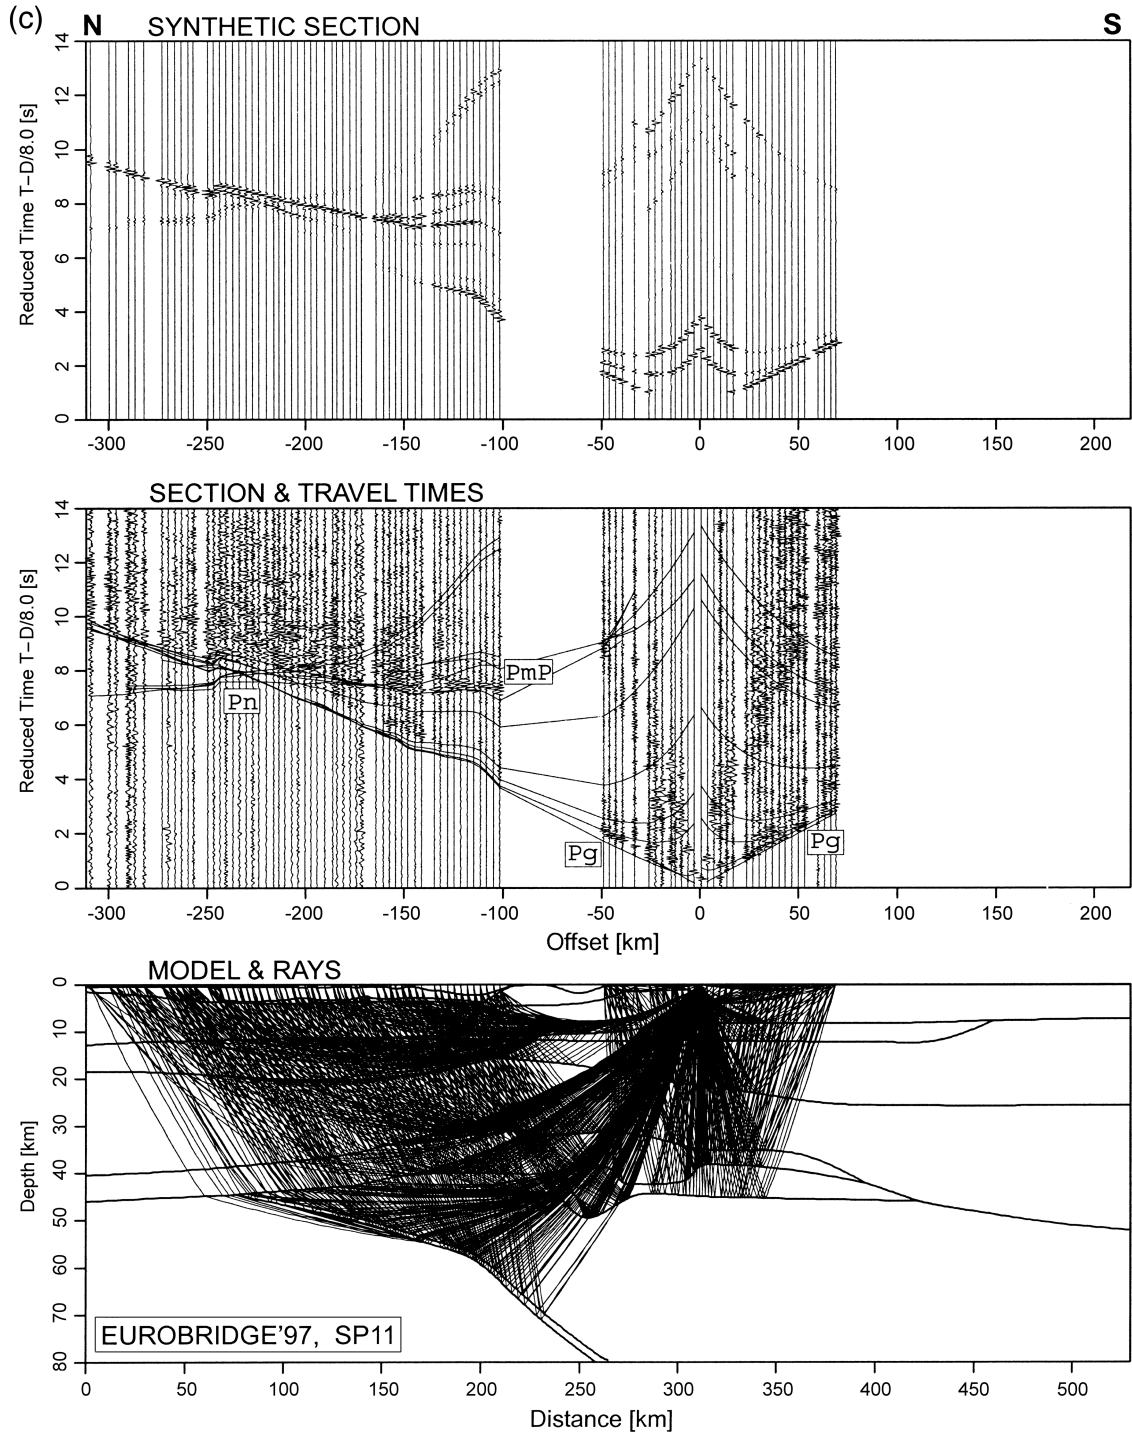 (c) N SYNTHETIC SECTION S
14
12
10
8
6
4
2
0
Reduced Time T-D/8.0 [s]
-300 -250 -200 -150 -100 -50 0 50 100 150 200
SECTION & TRAVEL TIMES
14
12
10
8
6
4
2
0
Reduced Time T-D/8.0 [s]
PmP
Pn
Pg
Pg
-300 -250 -200 -150 -100 -50 0 50 100 150 200
Offset [km]
MODEL & RAYS
0
10
20
30
40
50
60
70
80
Depth [km]
EUROBRIDGE'97, SP11
0 50 100 150 200 250 300 350 400 450 500
Distance [km]